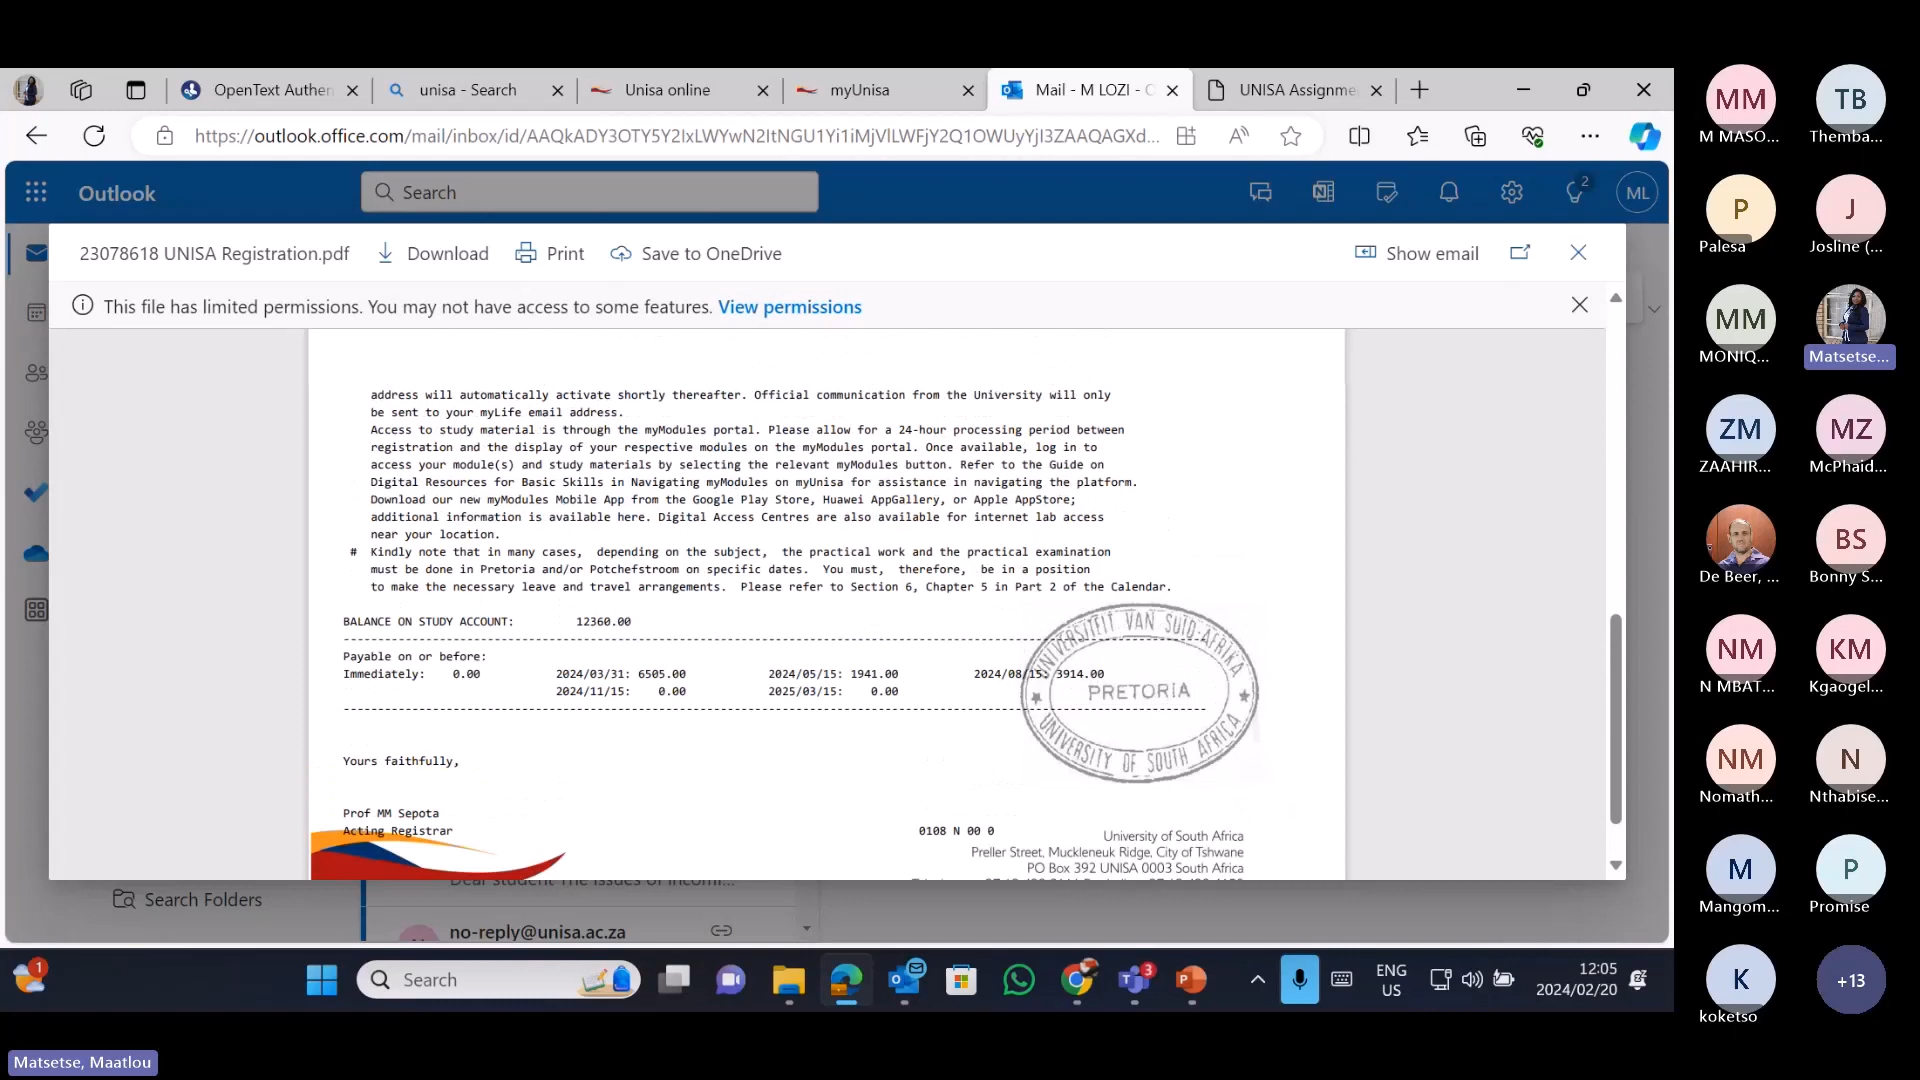 OpenText Authen
unisa - Search
Unisa online
myUnisa
Mail - M LOZI - O
UNISA Assignme
https://outlook.office.com/mail/inbox/id/AAQkADY3OTY5Y2IxLWYwN2ItNGU1Yi1iMjVlLWFjY2Q1OWUyYjI3ZAAQAGXd...
Outlook
Search
2
ML
23078618 UNISA Registration.pdf
Download
Print
Save to OneDrive
Show email
This file has limited permissions. You may not have access to some features. View permissions
address will automatically activate shortly thereafter. Official communication from the University will only
be sent to your myLife email address.
Access to study material is through the myModules portal. Please allow for a 24-hour processing period between
registration and the display of your respective modules on the myModules portal. Once available, log in to
access your module(s) and study materials by selecting the relevant myModules button. Refer to the Guide on
Digital Resources for Basic Skills in Navigating myModules on myUnisa for assistance in navigating the platform.
Download our new myModules Mobile App from the Google Play Store, Huawei AppGallery, or Apple AppStore;
additional information is available here. Digital Access Centres are also available for internet lab access
near your location.
# Kindly note that in many cases, depending on the subject, the practical work and the practical examination
must be done in Pretoria and/or Potchefstroom on specific dates. You must, therefore, be in a position
to make the necessary leave and travel arrangements. Please refer to Section 6, Chapter 5 in Part 2 of the Calendar.
BALANCE ON STUDY ACCOUNT: 12360.00
Payable on or before:
Immediately: 0.00 2024/03/31: 6505.00 2024/05/15: 1941.00 2024/08/15: 3914.00
2024/11/15: 0.00 2025/03/15: 0.00
UNIVERSITEIT VAN SUID-AFRIKA
PRETORIA
UNIVERSITY OF SOUTH AFRICA
Yours faithfully,
Prof MM Sepota
Acting Registrar
0108 N 00 0
University of South Africa
Preller Street, Muckleneuk Ridge, City of Tshwane
PO Box 392 UNISA 0003 South Africa
Search Folders
no-reply@unisa.ac.za
1
Search
3
ENG
US
12:05
2024/02/20
Matsetse, Maatlou
MM
M MASO...
TB
Themba...
P
Palesa
J
Josline (...
MM
MONIQ...
Matsetse...
ZM
ZAAHIR...
MZ
McPhaid...
De Beer, ...
BS
Bonny S...
NM
N MBAT...
KM
Kgaogel...
NM
Nomath...
N
Nthabise...
M
Mangom...
P
Promise
K
koketso
+13